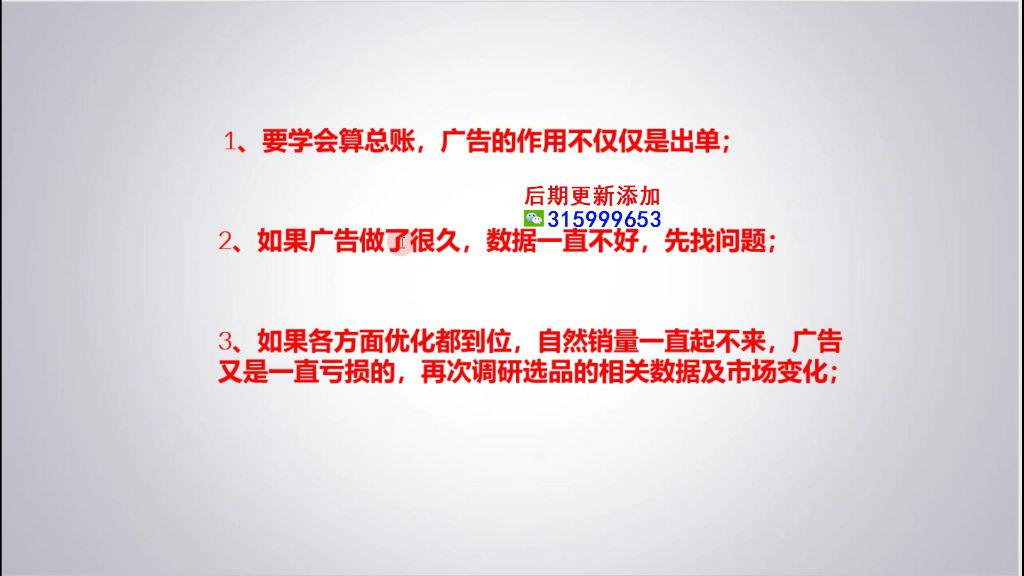 1、要学会算总账，广告的作用不仅仅是出单；
后期更新添加
315999653
2、如果广告做了很久，数据一直不好，先找问题；
3、如果各方面优化都到位，自然销量一直起不来，广告
又是一直亏损的，再次调研选品的相关数据及市场变化；